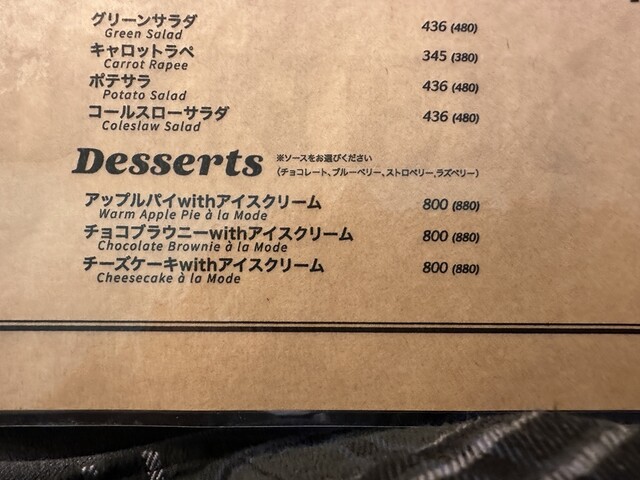 グリーンサラダ 436 (480)
Green Salad
キャロットラペ 345 (380)
Carrot Rapee
ポテサラ 436 (480)
Potato Salad
コールスローサラダ 436 (480)
Coleslaw Salad
Desserts ※ソースをお選びください
(チョコレート、ブルーベリー、ストロベリー、ラズベリー)
アップルパイwithアイスクリーム 800 (880)
Warm Apple Pie à la Mode
チョコブラウニーwithアイスクリーム 800 (880)
Chocolate Brownie à la Mode
チーズケーキwithアイスクリーム 800 (880)
Cheesecake à la Mode